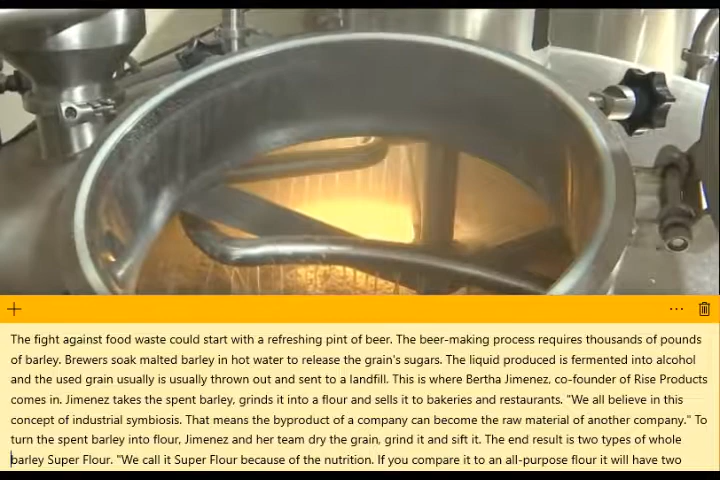 The fight against food waste could start with a refreshing pint of beer. The beer-making process requires thousands of pounds
of barley. Brewers soak malted barley in hot water to release the grain's sugars. The liquid produced is fermented into alcohol
and the used grain usually is usually thrown out and sent to a landfill. This is where Bertha Jimenez, co-founder of Rise Products
comes in. Jimenez takes the spent barley, grinds it into a flour and sells it to bakeries and restaurants. "We all believe in this
concept of industrial symbiosis. That means the byproduct of a company can become the raw material of another company." To
turn the spent barley into flour, Jimenez and her team dry the grain, grind it and sift it. The end result is two types of whole
barley Super Flour. "We call it Super Flour because of the nutrition. If you compare it to an all-purpose flour it will have two